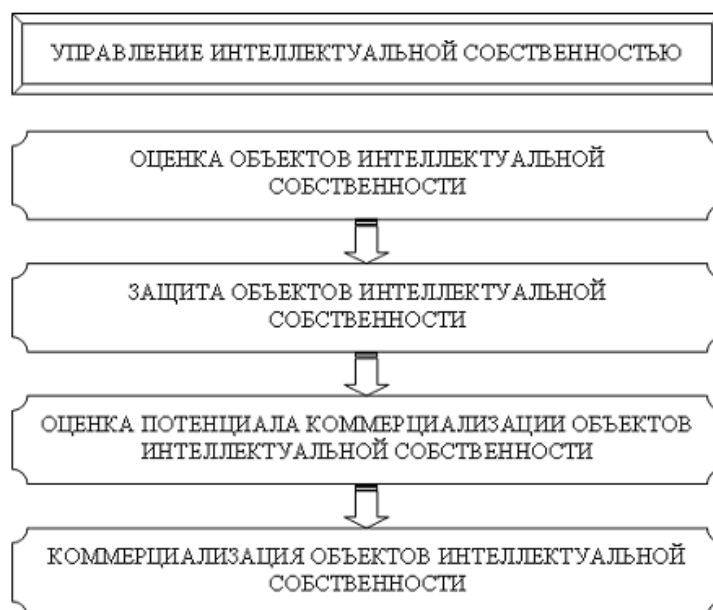 УПРАВЛЕНИЕ ИНТЕЛЛЕКТУАЛЬНОЙ СОБСТВЕННОСТЬЮ
ОЦЕНКА ОБЪЕКТОВ ИНТЕЛЛЕКТУАЛЬНОЙ
СОБСТВЕННОСТИ
ЗАЩИТА ОБЪЕКТОВ ИНТЕЛЛЕКТУАЛЬНОЙ
СОБСТВЕННОСТИ
ОЦЕНКА ПОТЕНЦИАЛА КОММЕРЦИАЛИЗАЦИИ ОБЪЕКТОВ
ИНТЕЛЛЕКТУАЛЬНОЙ СОБСТВЕННОСТИ
КОММЕРЦИАЛИЗАЦИЯ ОБЪЕКТОВ ИНТЕЛЛЕКТУАЛЬНОЙ
СОБСТВЕННОСТИ